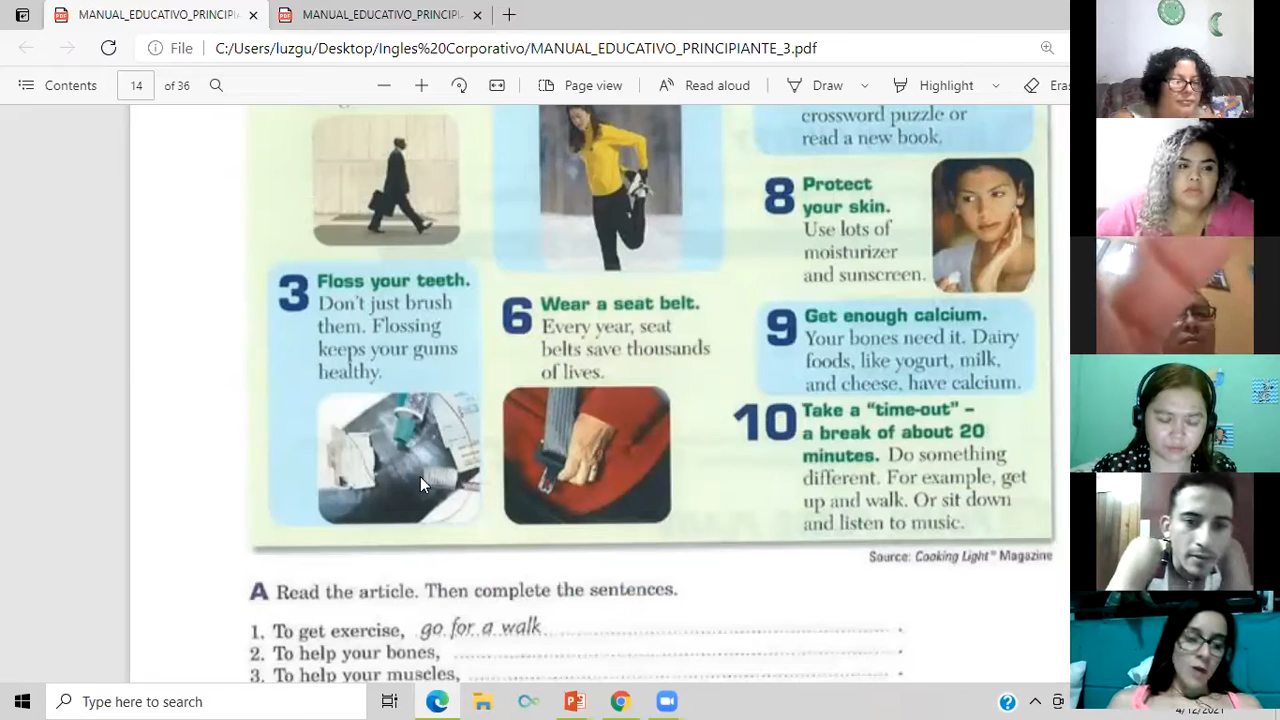 MANUAL_EDUCATIVO_PRINCIPI
MANUAL_EDUCATIVO_PRINCIPI
File
C:/Users/luzgu/Desktop/Ingles%20Corporativo/MANUAL_EDUCATIVO_PRINCIPIANTE_3.pdf
Contents
14
of 36
Page view
Read aloud
Draw
Highlight
Era
crossword puzzle or
read a new book.
8 Protect
your skin.
Use lots of
moisturizer
and sunscreen.
3 Floss your teeth.
Don't just brush
them. Flossing
keeps your gums
healthy.
6 Wear a seat belt.
Every year, seat
belts save thousands
of lives.
9 Get enough calcium.
Your bones need it. Dairy
foods, like yogurt, milk,
and cheese, have calcium.
10 Take a “time-out” –
a break of about 20
minutes. Do something
different. For example, get
up and walk. Or sit down
and listen to music.
Source: Cooking Light™ Magazine
A Read the article. Then complete the sentences.
1. To get exercise, go for a walk .
2. To help your bones, .
3. To help your muscles, .
Type here to search
4/12/2021